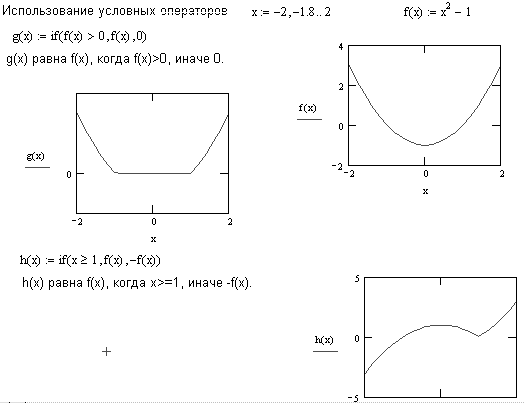 Использование условных операторов x := −2, −1.8.. 2 f(x) := x² − 1
g(x) := if(f(x) > 0, f(x), 0)
g(x) равна f(x), когда f(x)>0, иначе 0.
g(x)
0
−2 0 2
x
4
2
0
−2
f(x)
−2 0 2
x
h(x) := if(x ≥ 1, f(x), −f(x))
h(x) равна f(x), когда x>=1, иначе -f(x).
5
0
−5
h(x)